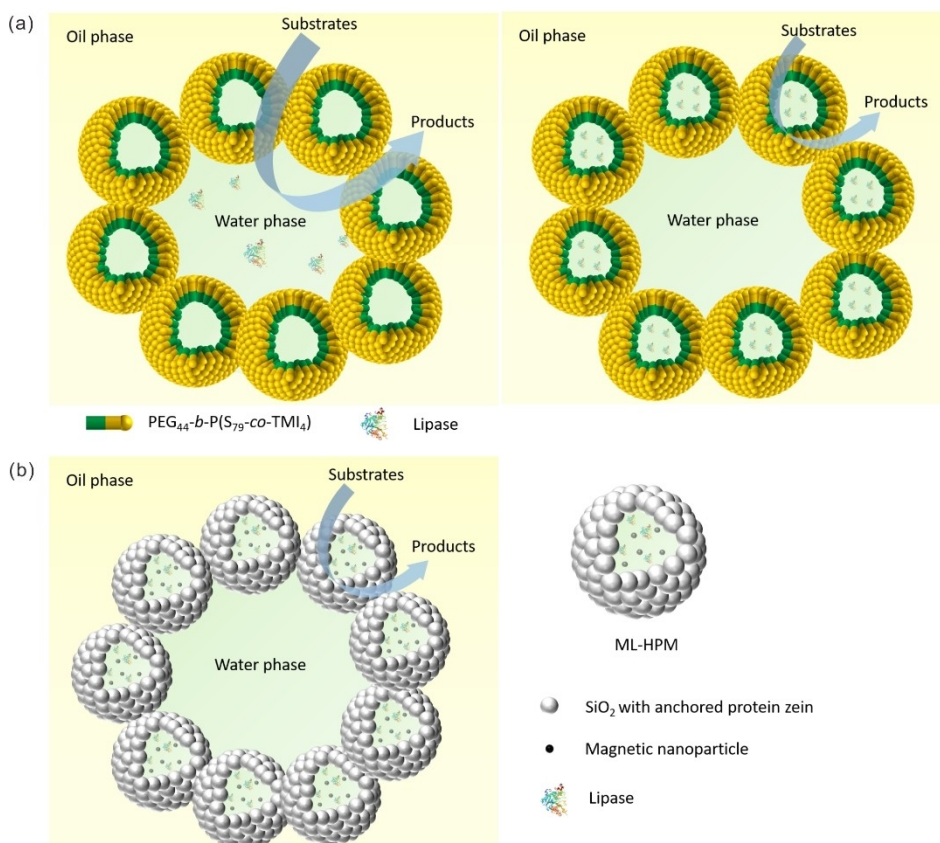 (a)
Oil phase
Substrates
Products
Water phase
Oil phase
Substrates
Products
Water phase
PEG₄₄-b-P(S₇₉-co-TMI₄)
Lipase
(b)
Oil phase
Substrates
Products
Water phase
ML-HPM
SiO₂ with anchored protein zein
Magnetic nanoparticle
Lipase